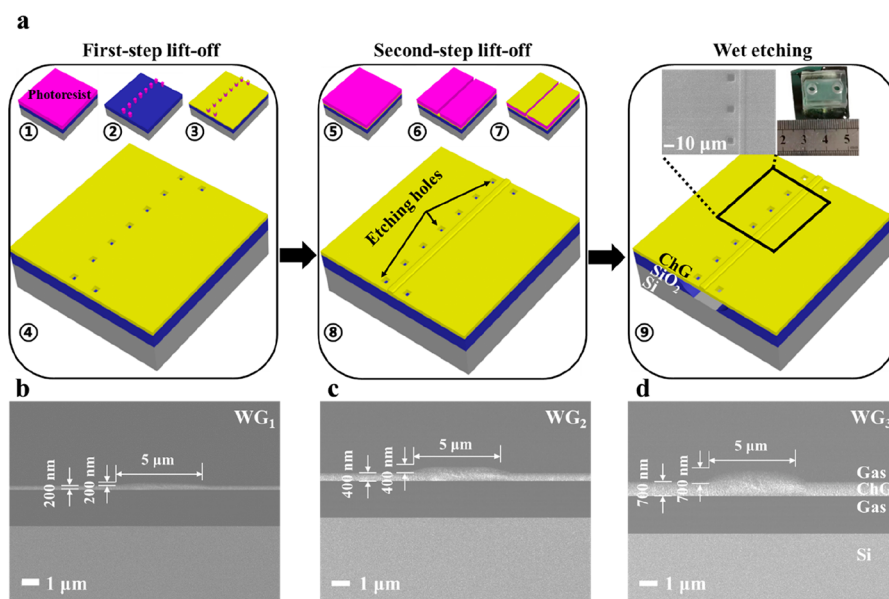 a
First-step lift-off
Second-step lift-off
Wet etching
Photoresist
①
②
③
⑤
⑥
⑦
−10 μm
2 3 4 5
Etching holes
ChG
SiO₂
Si
④
⑧
⑨
b
c
d
WG₁
5 μm
200 nm
200 nm
1 μm
WG₂
5 μm
400 nm
400 nm
1 μm
WG₃
5 μm
700 nm
700 nm
Gas
ChG
Gas
Si
1 μm